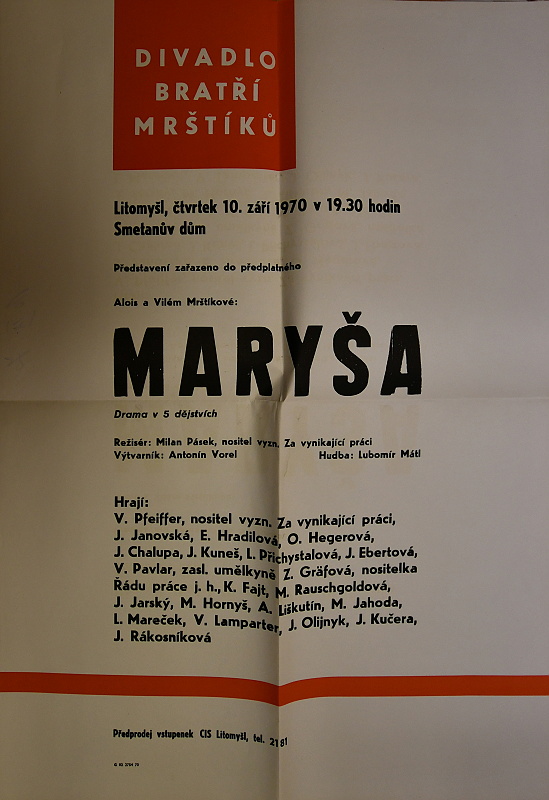 DIVADLO
BRATŘÍ
MRŠTÍKŮ
Litomyšl, čtvrtek 10. září 1970 v 19.30 hodin
Smetanův dům
Představení zařazeno do předplatného
Alois a Vilém Mrštíkové:
MARYŠA
Drama v 5 dějstvích
Režisér: Milan Pásek, nositel vyzn. Za vynikající práci
Výtvarník: Antonín Vorel Hudba: Lubomír Mátl
Hrají:
V. Pfeiffer, nositel vyzn. Za vynikající práci,
J. Janovská, E. Hradilová, O. Hegerová,
J. Chalupa, J. Kuneš, L. Přichystalová, J. Ebertová,
V. Pavlar, zasl. umělkyně Z. Gräfová, nositelka
Řádu práce j. h., K. Fajt, M. Rauschgoldová,
J. Jarský, M. Hornyš, A. Liškutín, M. Jahoda,
L. Mareček, V. Lamparter, J. Olijnyk, J. Kučera,
J. Rákosníková
Předprodej vstupenek CIS Litomyšl, tel. 2181